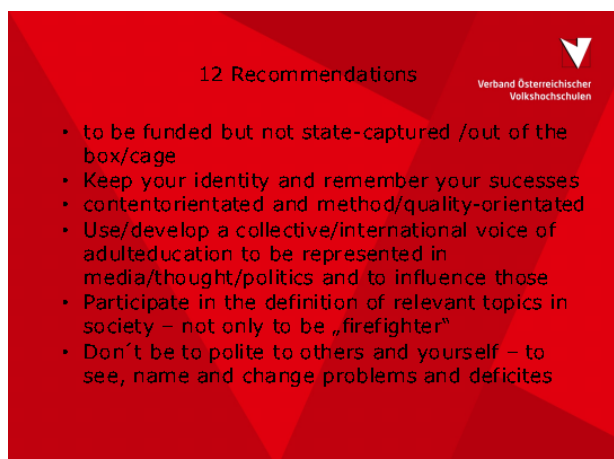 12 Recommendations
Verband Österreichischer
Volkshochschulen
• to be funded but not state-captured /out of the
box/cage
• Keep your identity and remember your sucesses
• contentorientated and method/quality-orientated
• Use/develop a collective/international voice of
adulteducation to be represented in
media/thought/politics and to influence those
• Participate in the definition of relevant topics in
society – not only to be „firefighter“
• Don´t be to polite to others and yourself – to
see, name and change problems and deficites